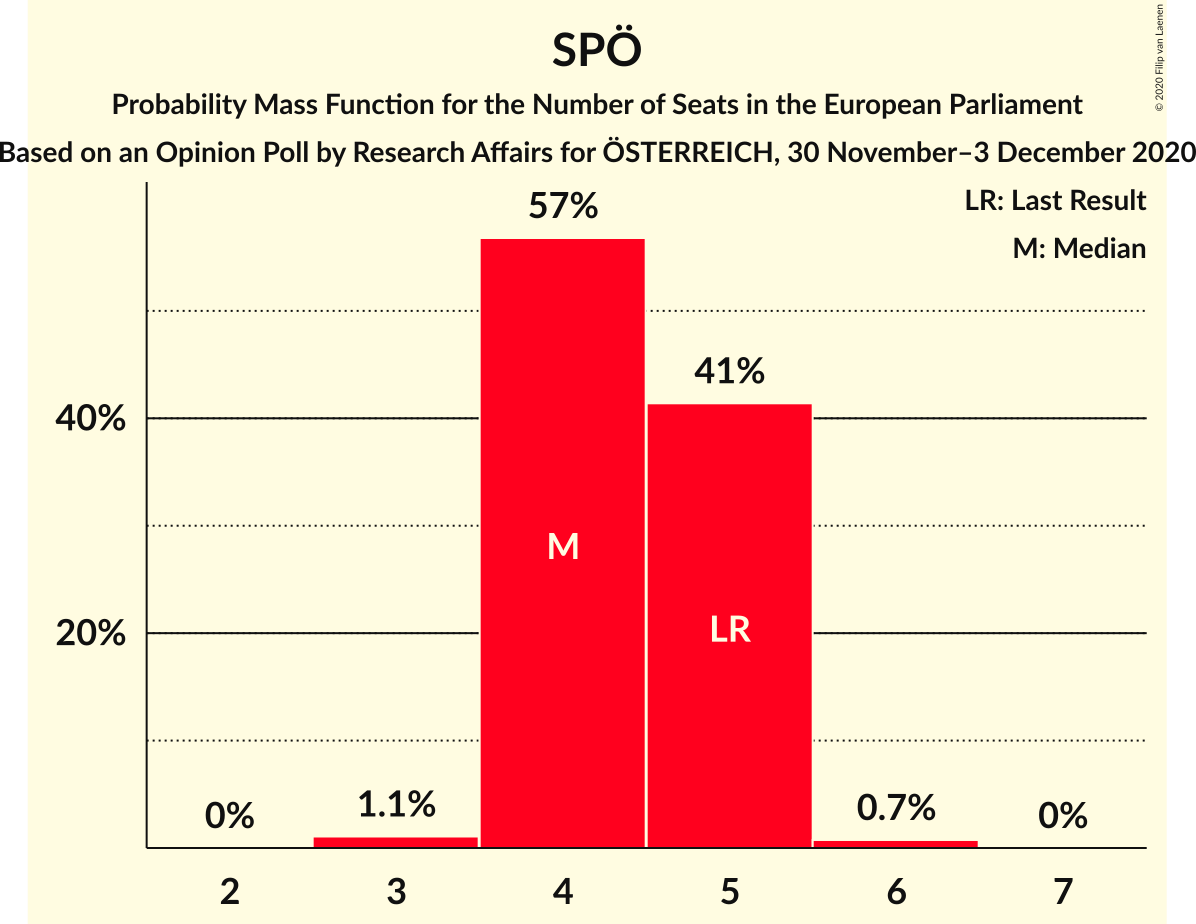 SPÖ
Probability Mass Function for the Number of Seats in the European Parliament
Based on an Opinion Poll by Research Affairs for ÖSTERREICH, 30 November–3 December 2020
© 2020 Filip van Laenen
LR: Last Result
M: Median
57%
41%
40%
M
LR
20%
0%
1.1%
0.7%
0%
2 3 4 5 6 7